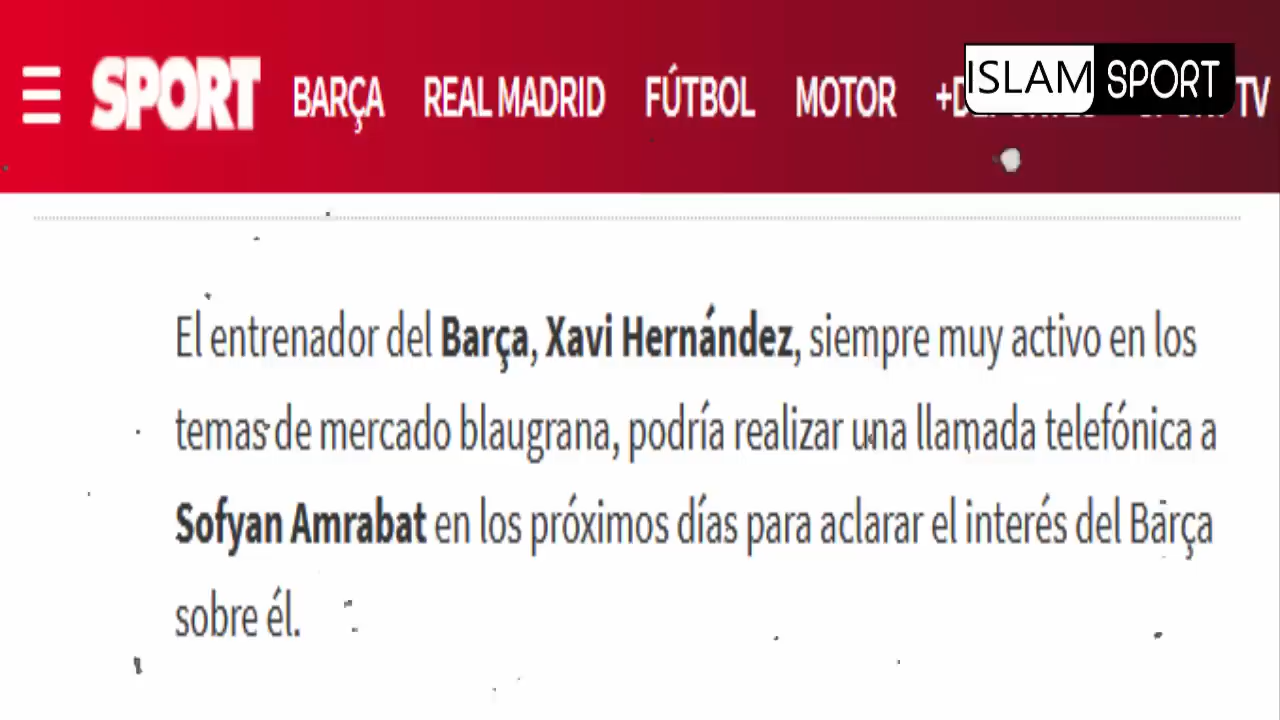 SPORT BARÇA REAL MADRID FÚTBOL MOTOR TV
ISLAM SPORT
El entrenador del Barça, Xavi Hernández, siempre muy activo en los
temas de mercado blaugrana, podría realizar una llamada telefónica a
Sofyan Amrabat en los próximos días para aclarar el interés del Barça
sobre él.